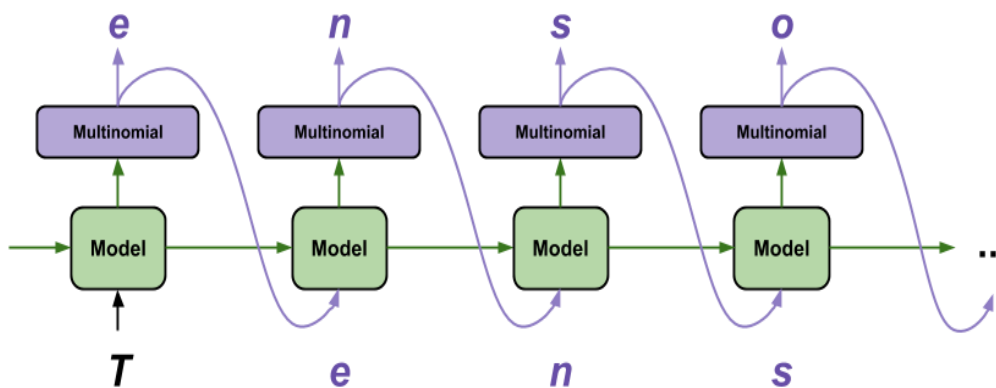 e n s o
Multinomial Multinomial Multinomial Multinomial
Model Model Model Model ..
T e n s